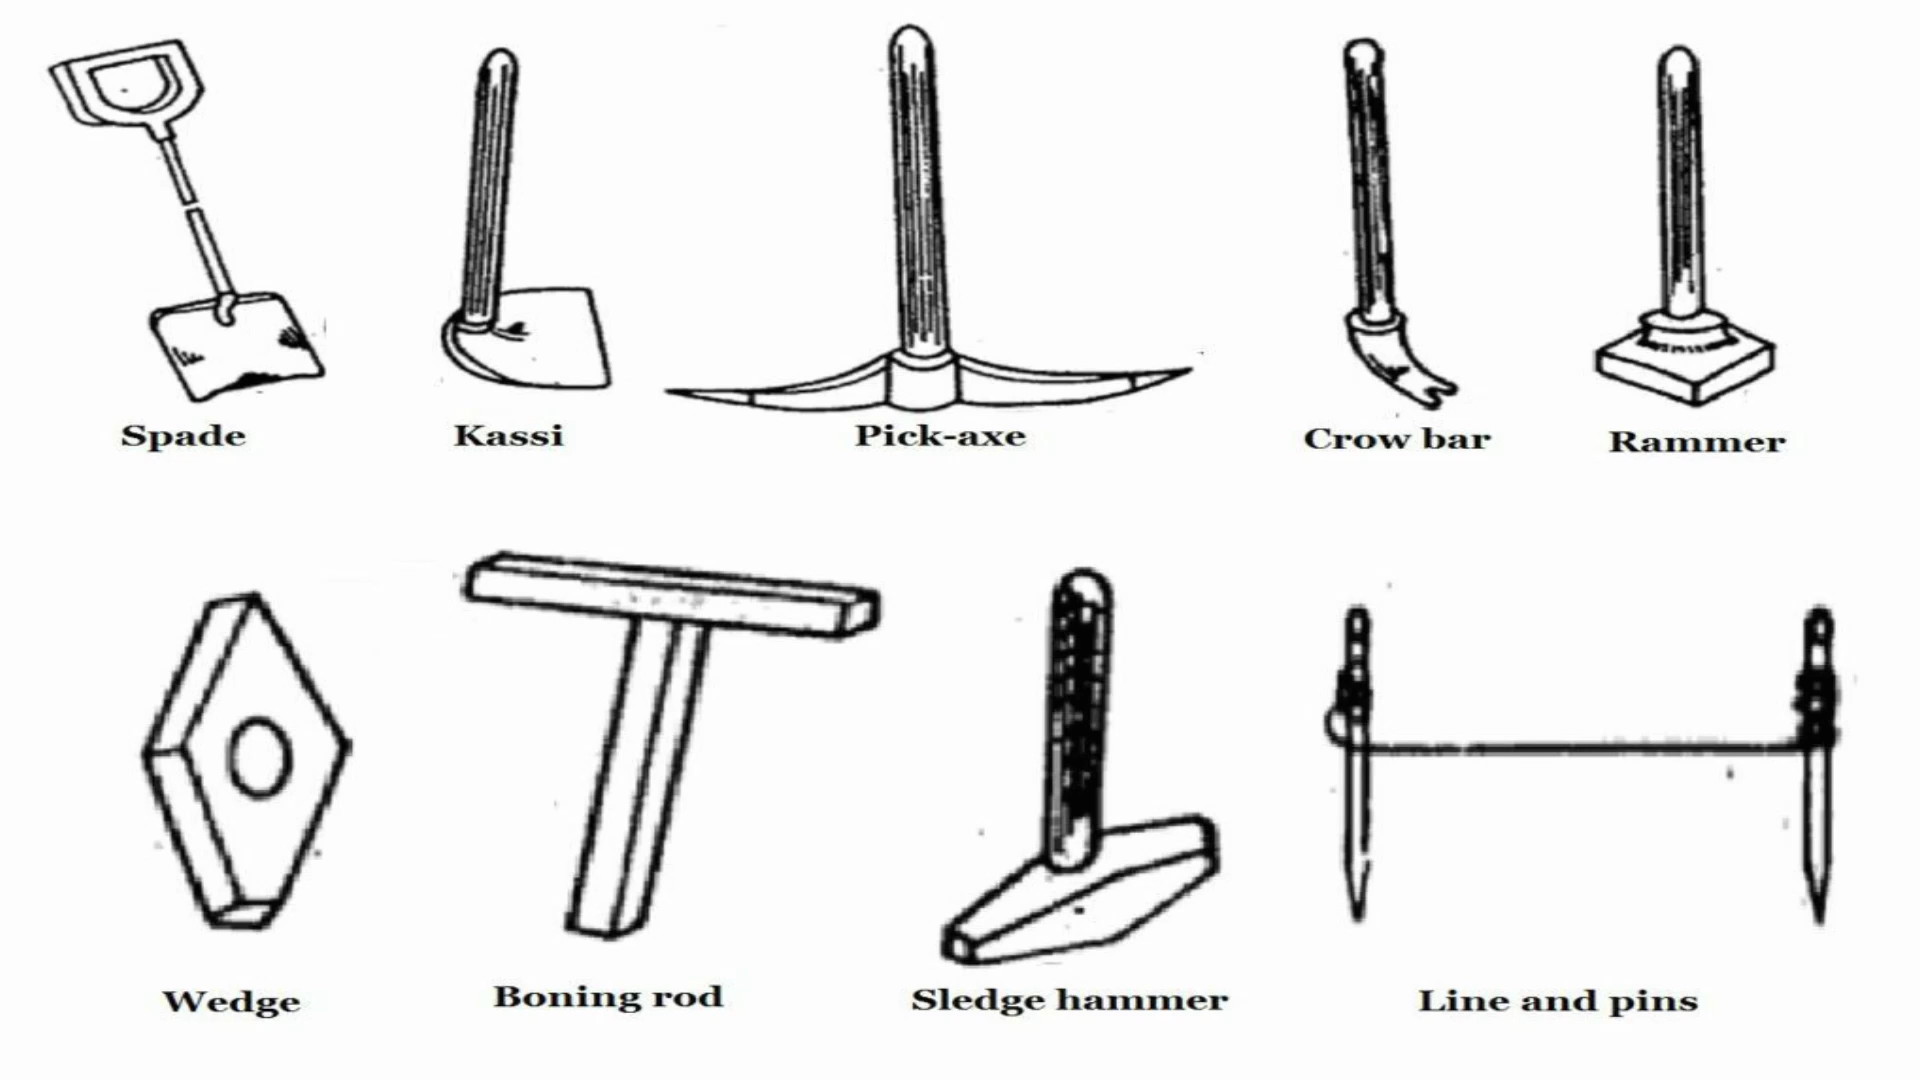 Spade
Kassi
Pick-axe
Crow bar
Rammer
Wedge
Boning rod
Sledge hammer
Line and pins